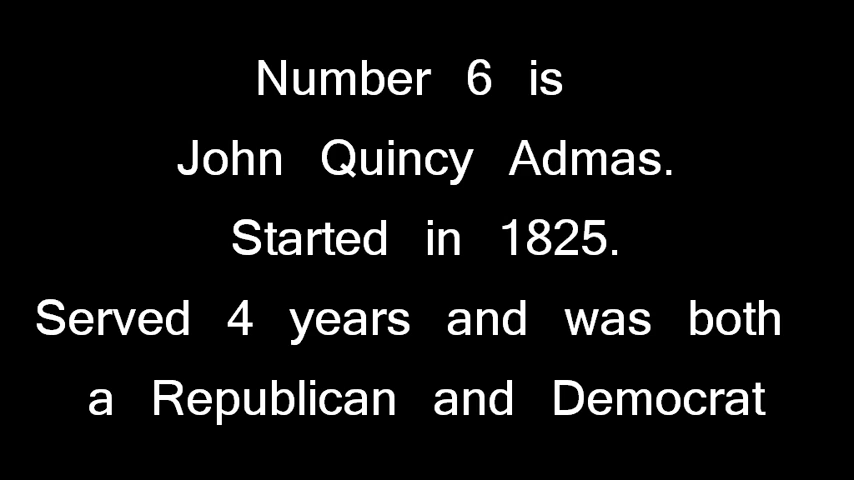 Number 6 is
John Quincy Admas.
Started in 1825.
Served 4 years and was both
a Republican and Democrat